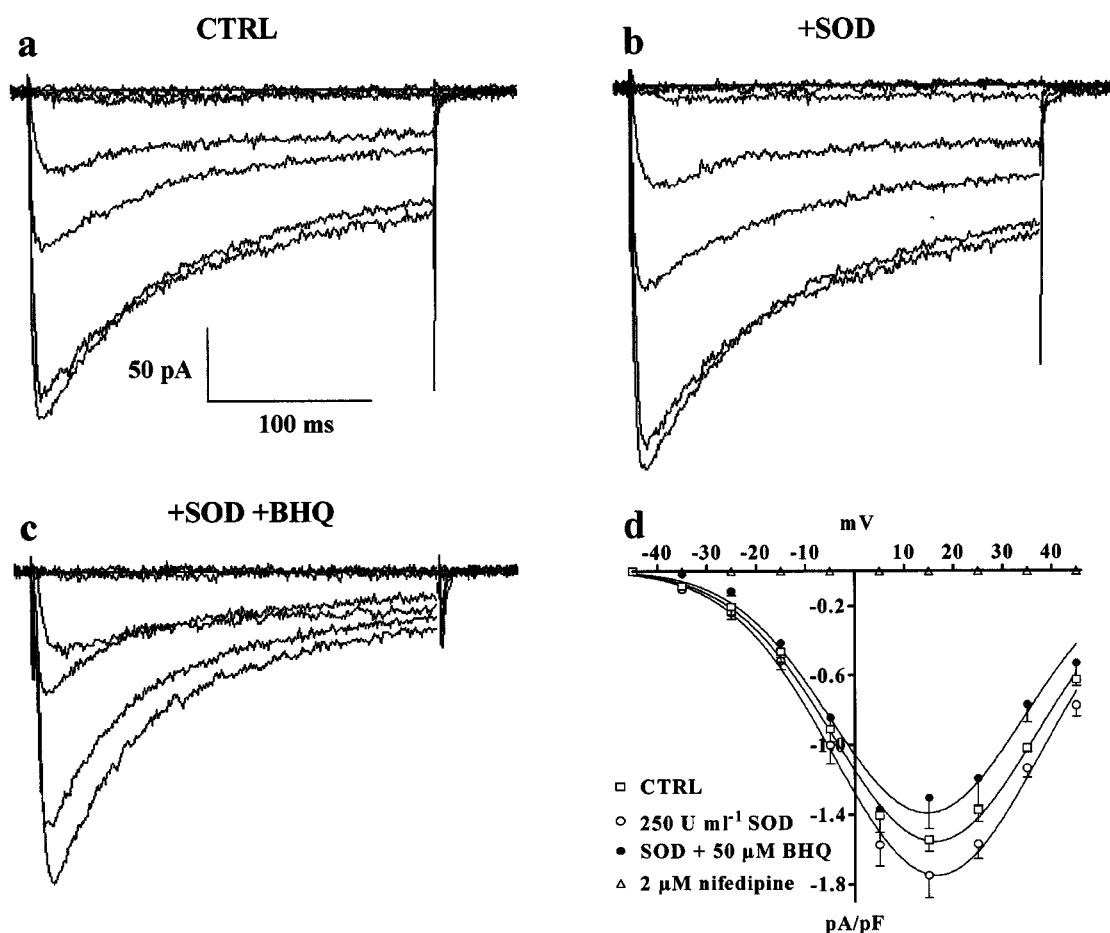 a
CTRL
b
+SOD
50 pA
100 ms
c
+SOD +BHQ
d
mV
-40 -30 -20 -10 10 20 30 40
-0.2
-0.6
-1.0
-1.4
-1.8
pA/pF
CTRL
250 U ml⁻¹ SOD
SOD + 50 µM BHQ
2 µM nifedipine